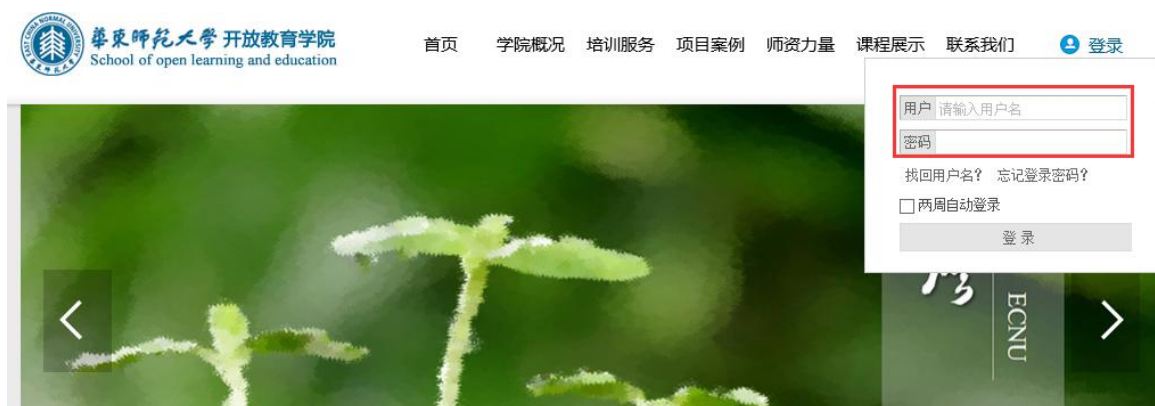 華東師範大學 开放教育学院
School of open learning and education
首页 学院概况 培训服务 项目案例 师资力量 课程展示 联系我们 登录
用户 请输入用户名
密码
找回用户名? 忘记登录密码?
两周自动登录
登 录
ECNU